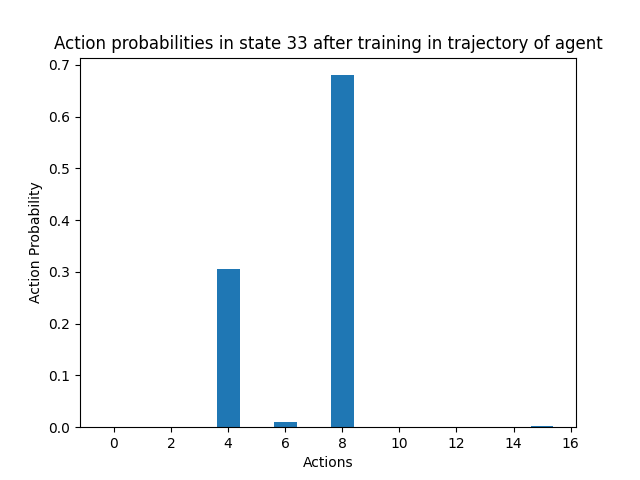 Action probabilities in state 33 after training in trajectory of agent
0.7
0.6
0.5
0.4
0.3
0.2
0.1
0.0
Action Probability
0 2 4 6 8 10 12 14 16
Actions